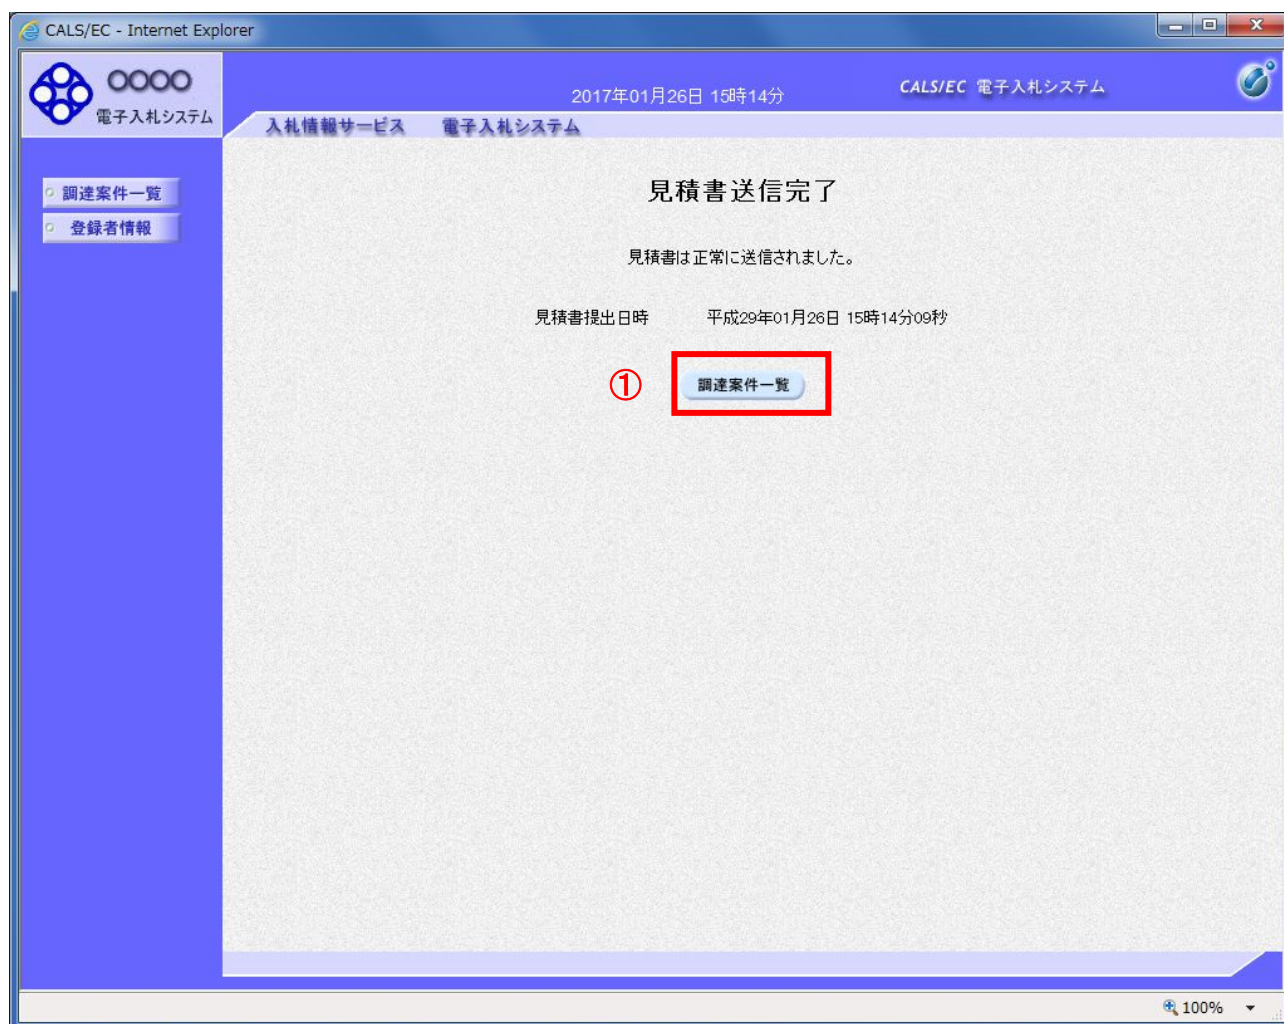 CALS/EC - Internet Explorer
○○○○
電子入札システム
2017年01月26日 15時14分
CALS/EC 電子入札システム
入札情報サービス 電子入札システム
調達案件一覧
登録者情報
見積書送信完了
見積書は正常に送信されました。
見積書提出日時 平成29年01月26日 15時14分09秒
① 調達案件一覧
100%